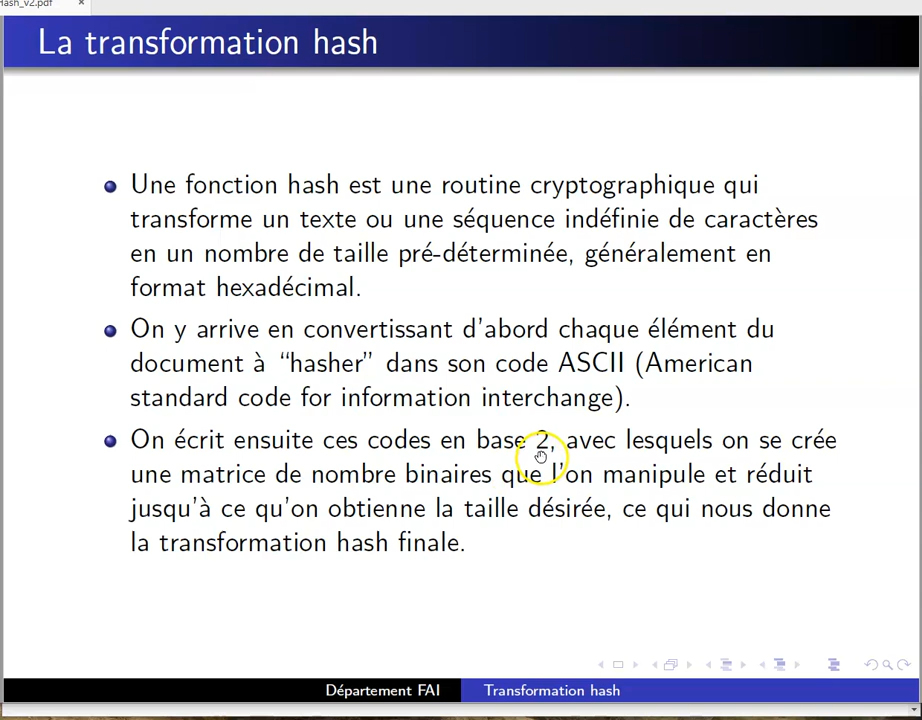 Hash_v2.pdf
La transformation hash
Une fonction hash est une routine cryptographique qui
transforme un texte ou une séquence indéfinie de caractères
en un nombre de taille pré-déterminée, généralement en
format hexadécimal.
On y arrive en convertissant d'abord chaque élément du
document à “hasher” dans son code ASCII (American
standard code for information interchange).
On écrit ensuite ces codes en base 2, avec lesquels on se crée
une matrice de nombre binaires que l'on manipule et réduit
jusqu'à ce qu'on obtienne la taille désirée, ce qui nous donne
la transformation hash finale.
Département FAI Transformation hash